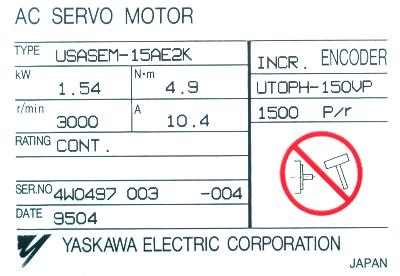 AC SERVO MOTOR
TYPE USASEM-15AE2K
kW 1.54 N·m 4.9
r/min 3000 A 10.4
RATING CONT.
SER.NO 4W0497 003 -004
DATE 9504
INCR. ENCODER
UTOPH-150VP
1500 P/r
YASKAWA ELECTRIC CORPORATION
JAPAN